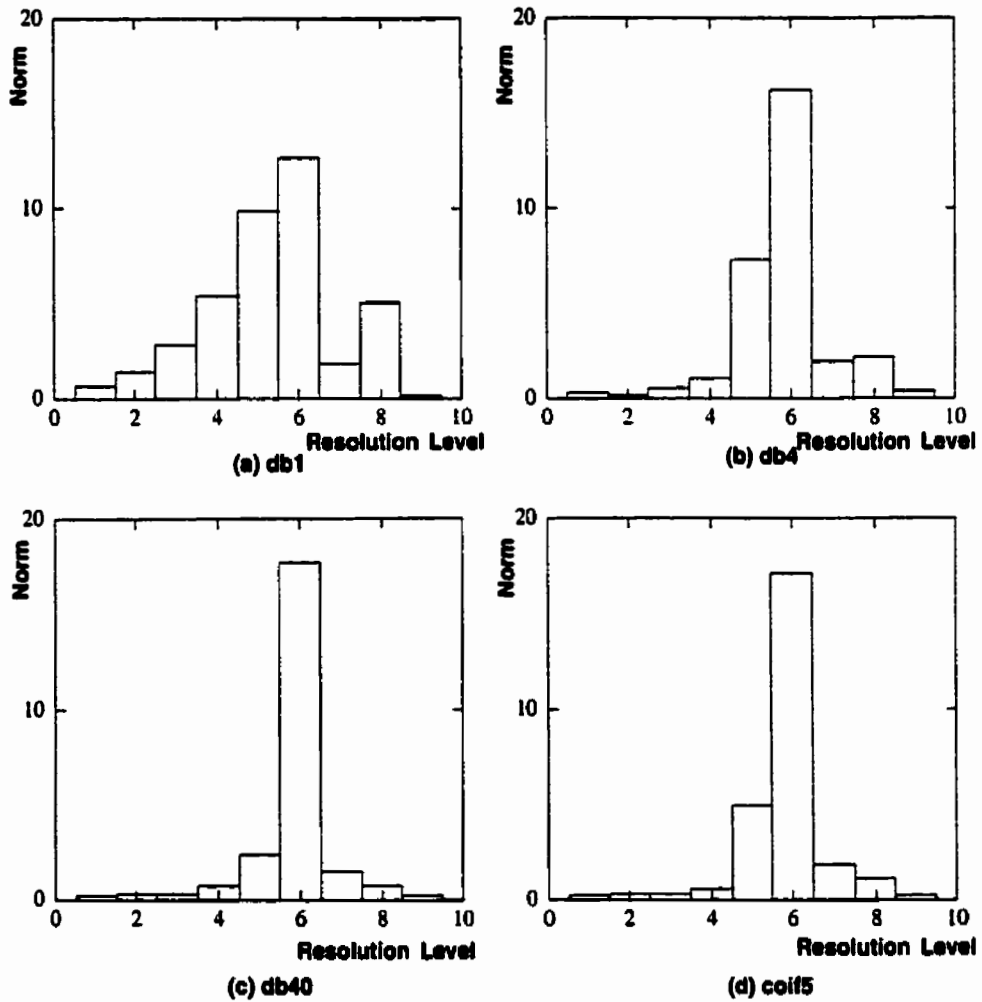 20
10
0
Norm
0 2 4 6 8 10
Resolution Level
(a) db1
20
10
0
Norm
0 2 4 6 8 10
Resolution Level
(b) db4
20
10
0
Norm
0 2 4 6 8 10
Resolution Level
(c) db40
20
10
0
Norm
0 2 4 6 8 10
Resolution Level
(d) coif5